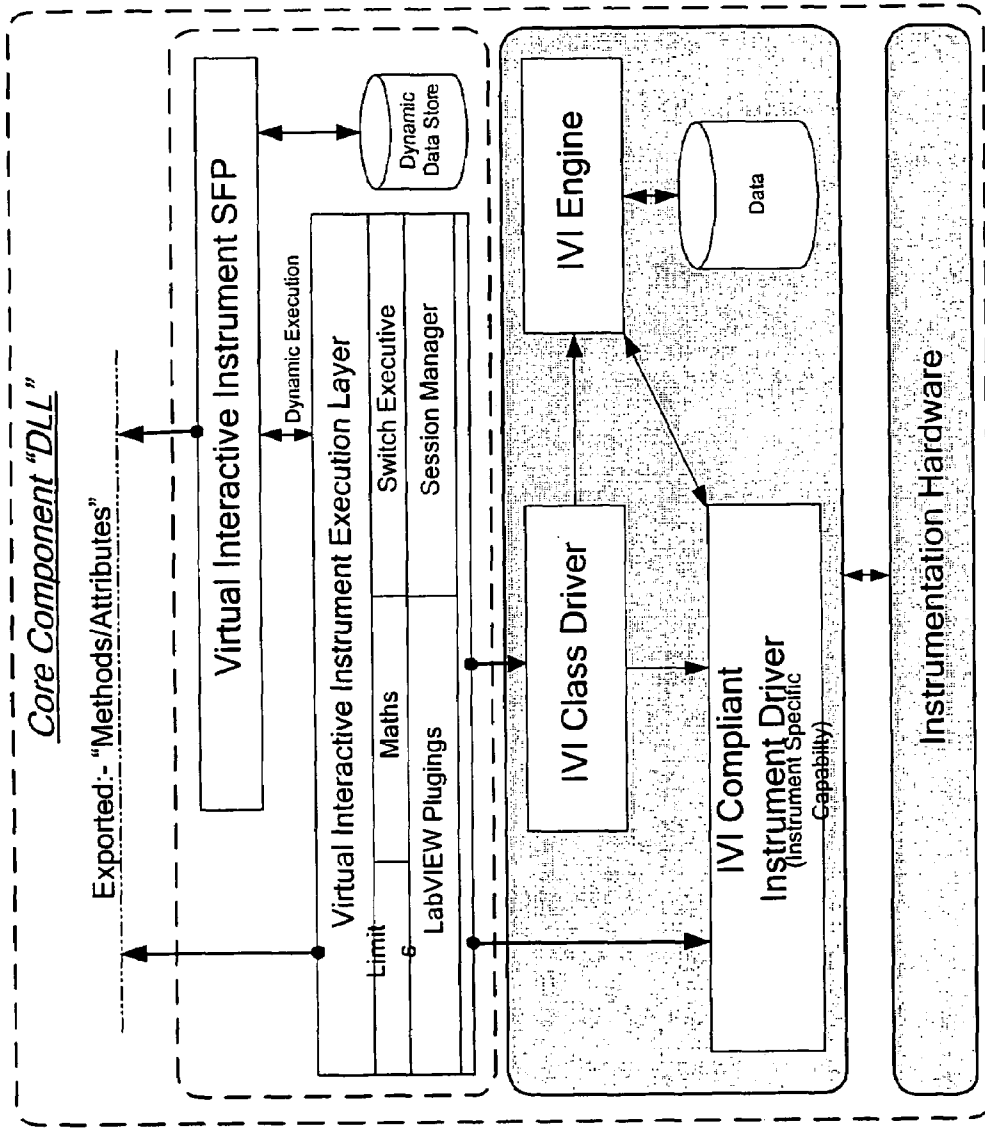 Core Component "DLL"
Exported:- "Methods/Attributes"
Virtual Interactive Instrument SFP
Dynamic Execution
Dynamic
Data Store
Virtual Interactive Instrument Execution Layer
Limit
s
Maths
Switch Executive
LabVIEW Plugings
Session Manager
IVI Class Driver
IVI Engine
IVI Compliant
Instrument Driver
(Instrument Specific
Capabilty)
Data
Instrumentation Hardware